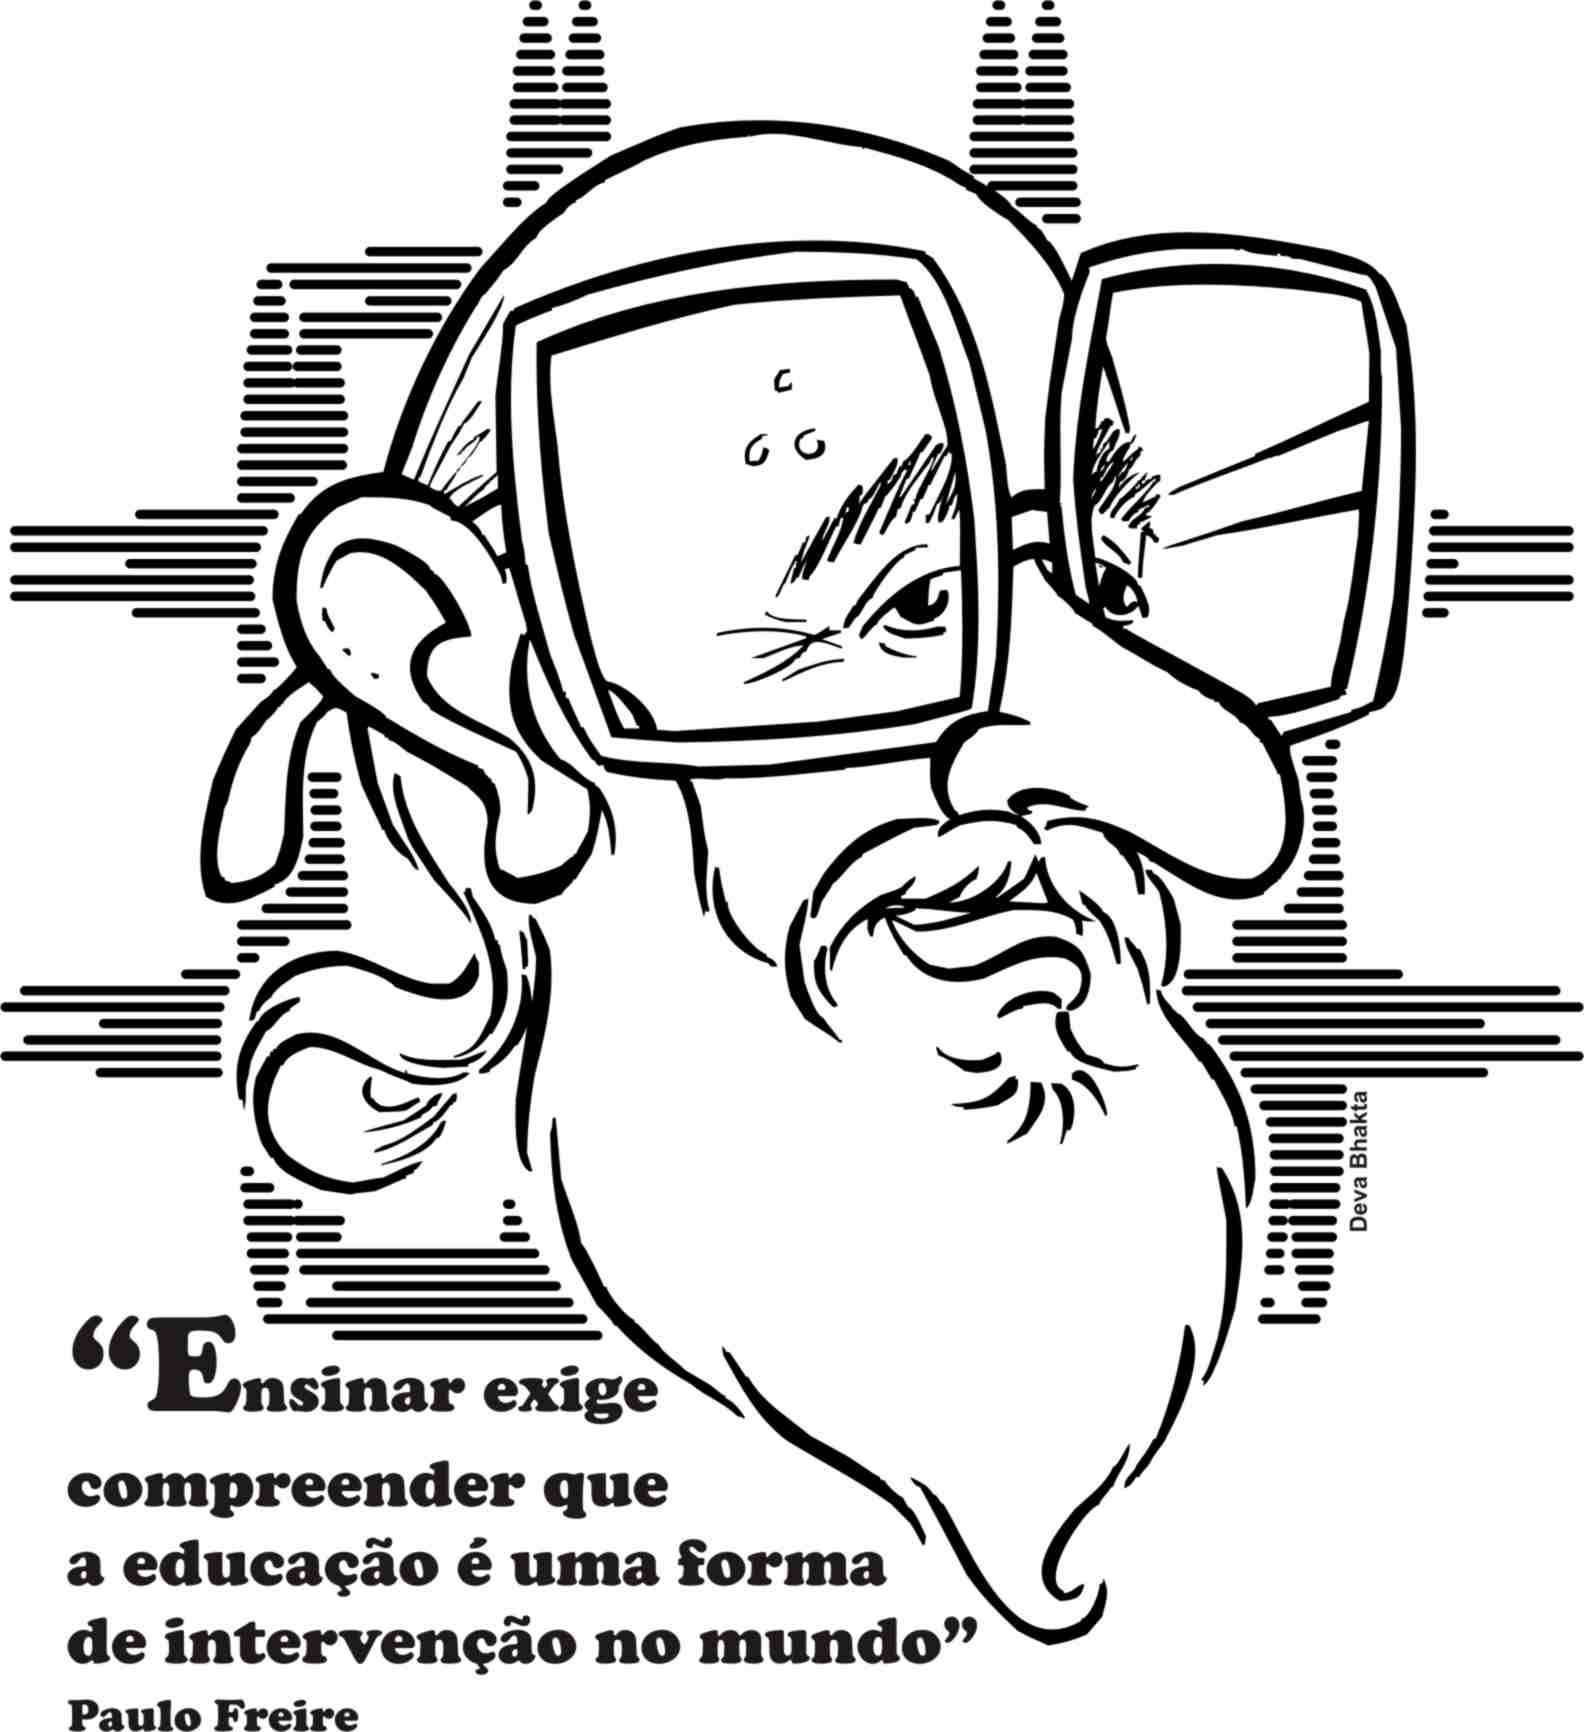 “Ensinar exige
compreender que
a educação é uma forma
de intervenção no mundo”
Paulo Freire
Deva Bhakta